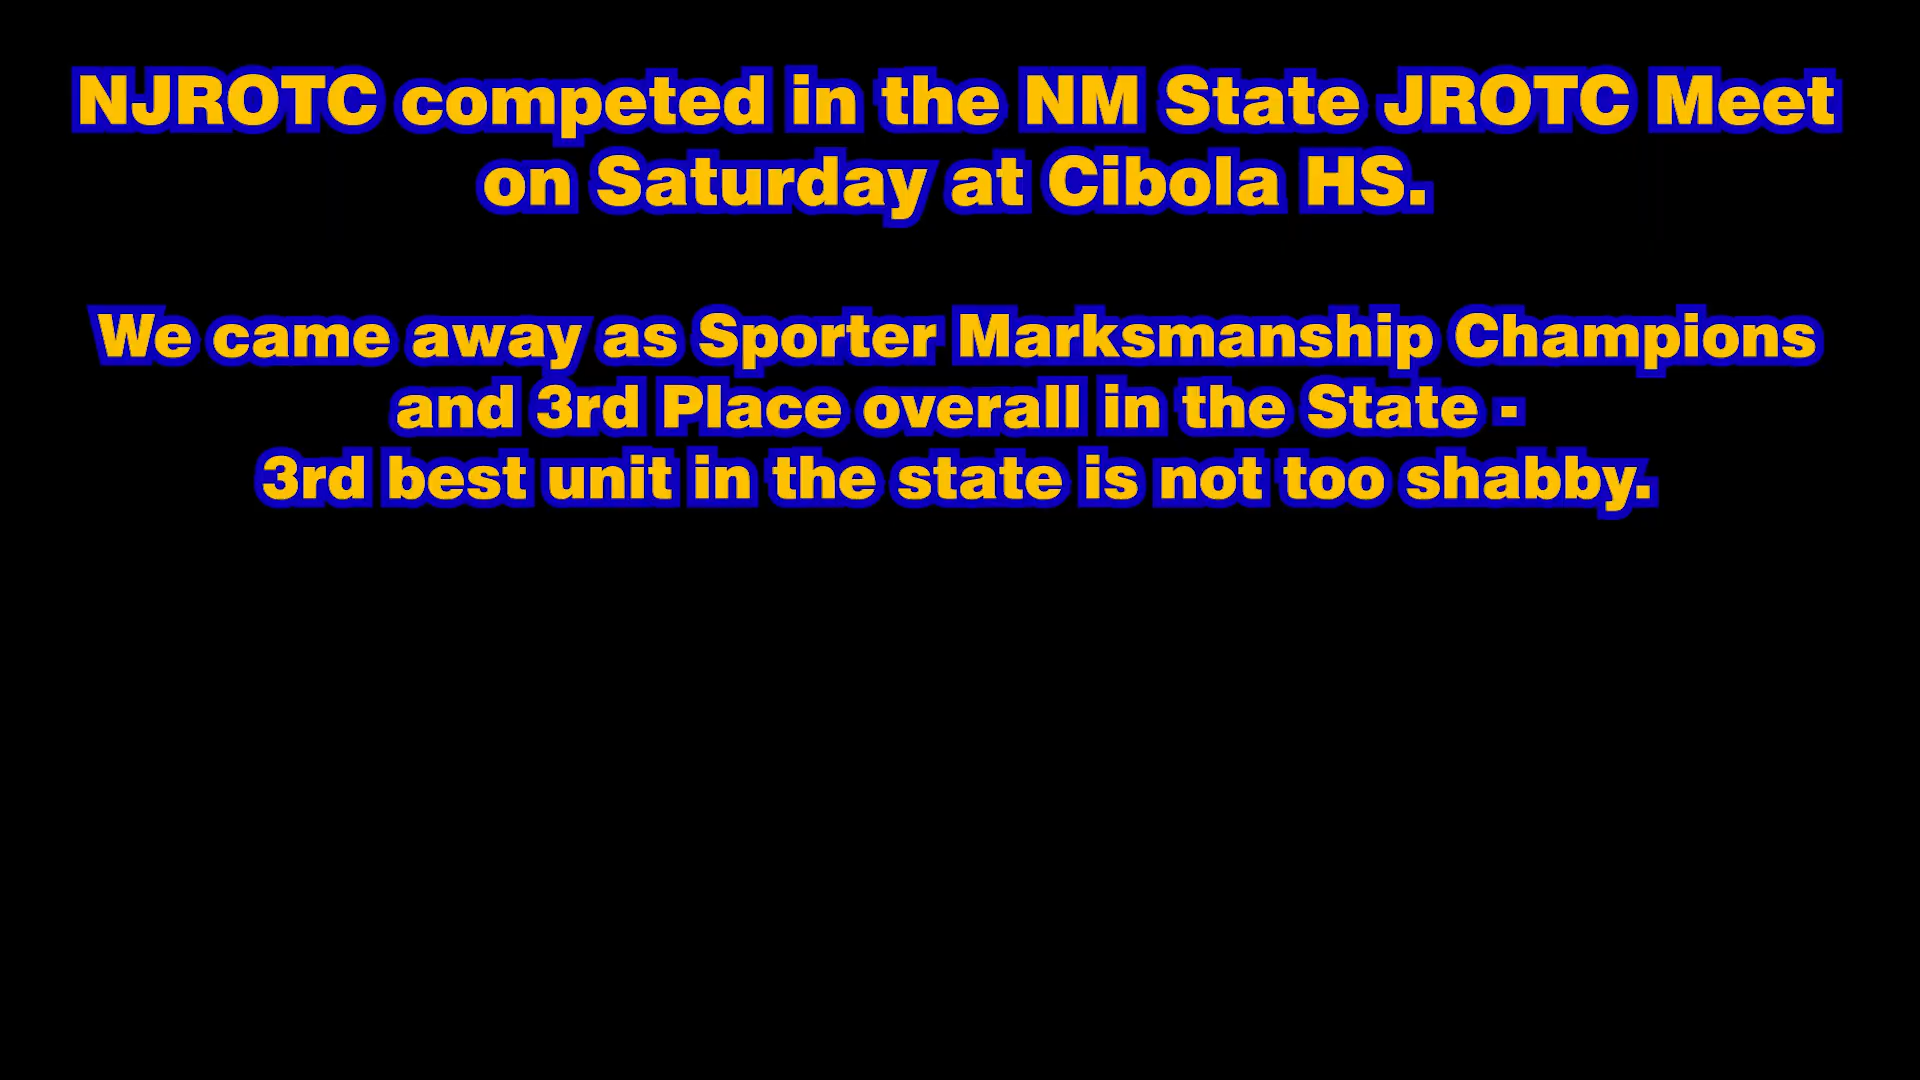 NJROTC competed in the NM State JROTC Meet
on Saturday at Cibola HS.
We came away as Sporter Marksmanship Champions
and 3rd Place overall in the State -
3rd best unit in the state is not too shabby.